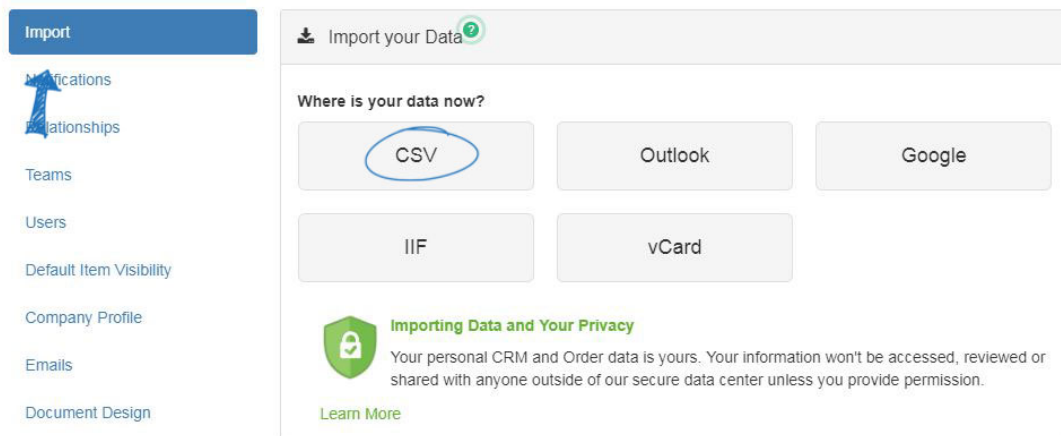 Import
Notifications
Relationships
Teams
Users
Default Item Visibility
Company Profile
Emails
Document Design
Import your Data ?
Where is your data now?
CSV
Outlook
Google
IIF
vCard
Importing Data and Your Privacy
Your personal CRM and Order data is yours. Your information won't be accessed, reviewed or
shared with anyone outside of our secure data center unless you provide permission.
Learn More